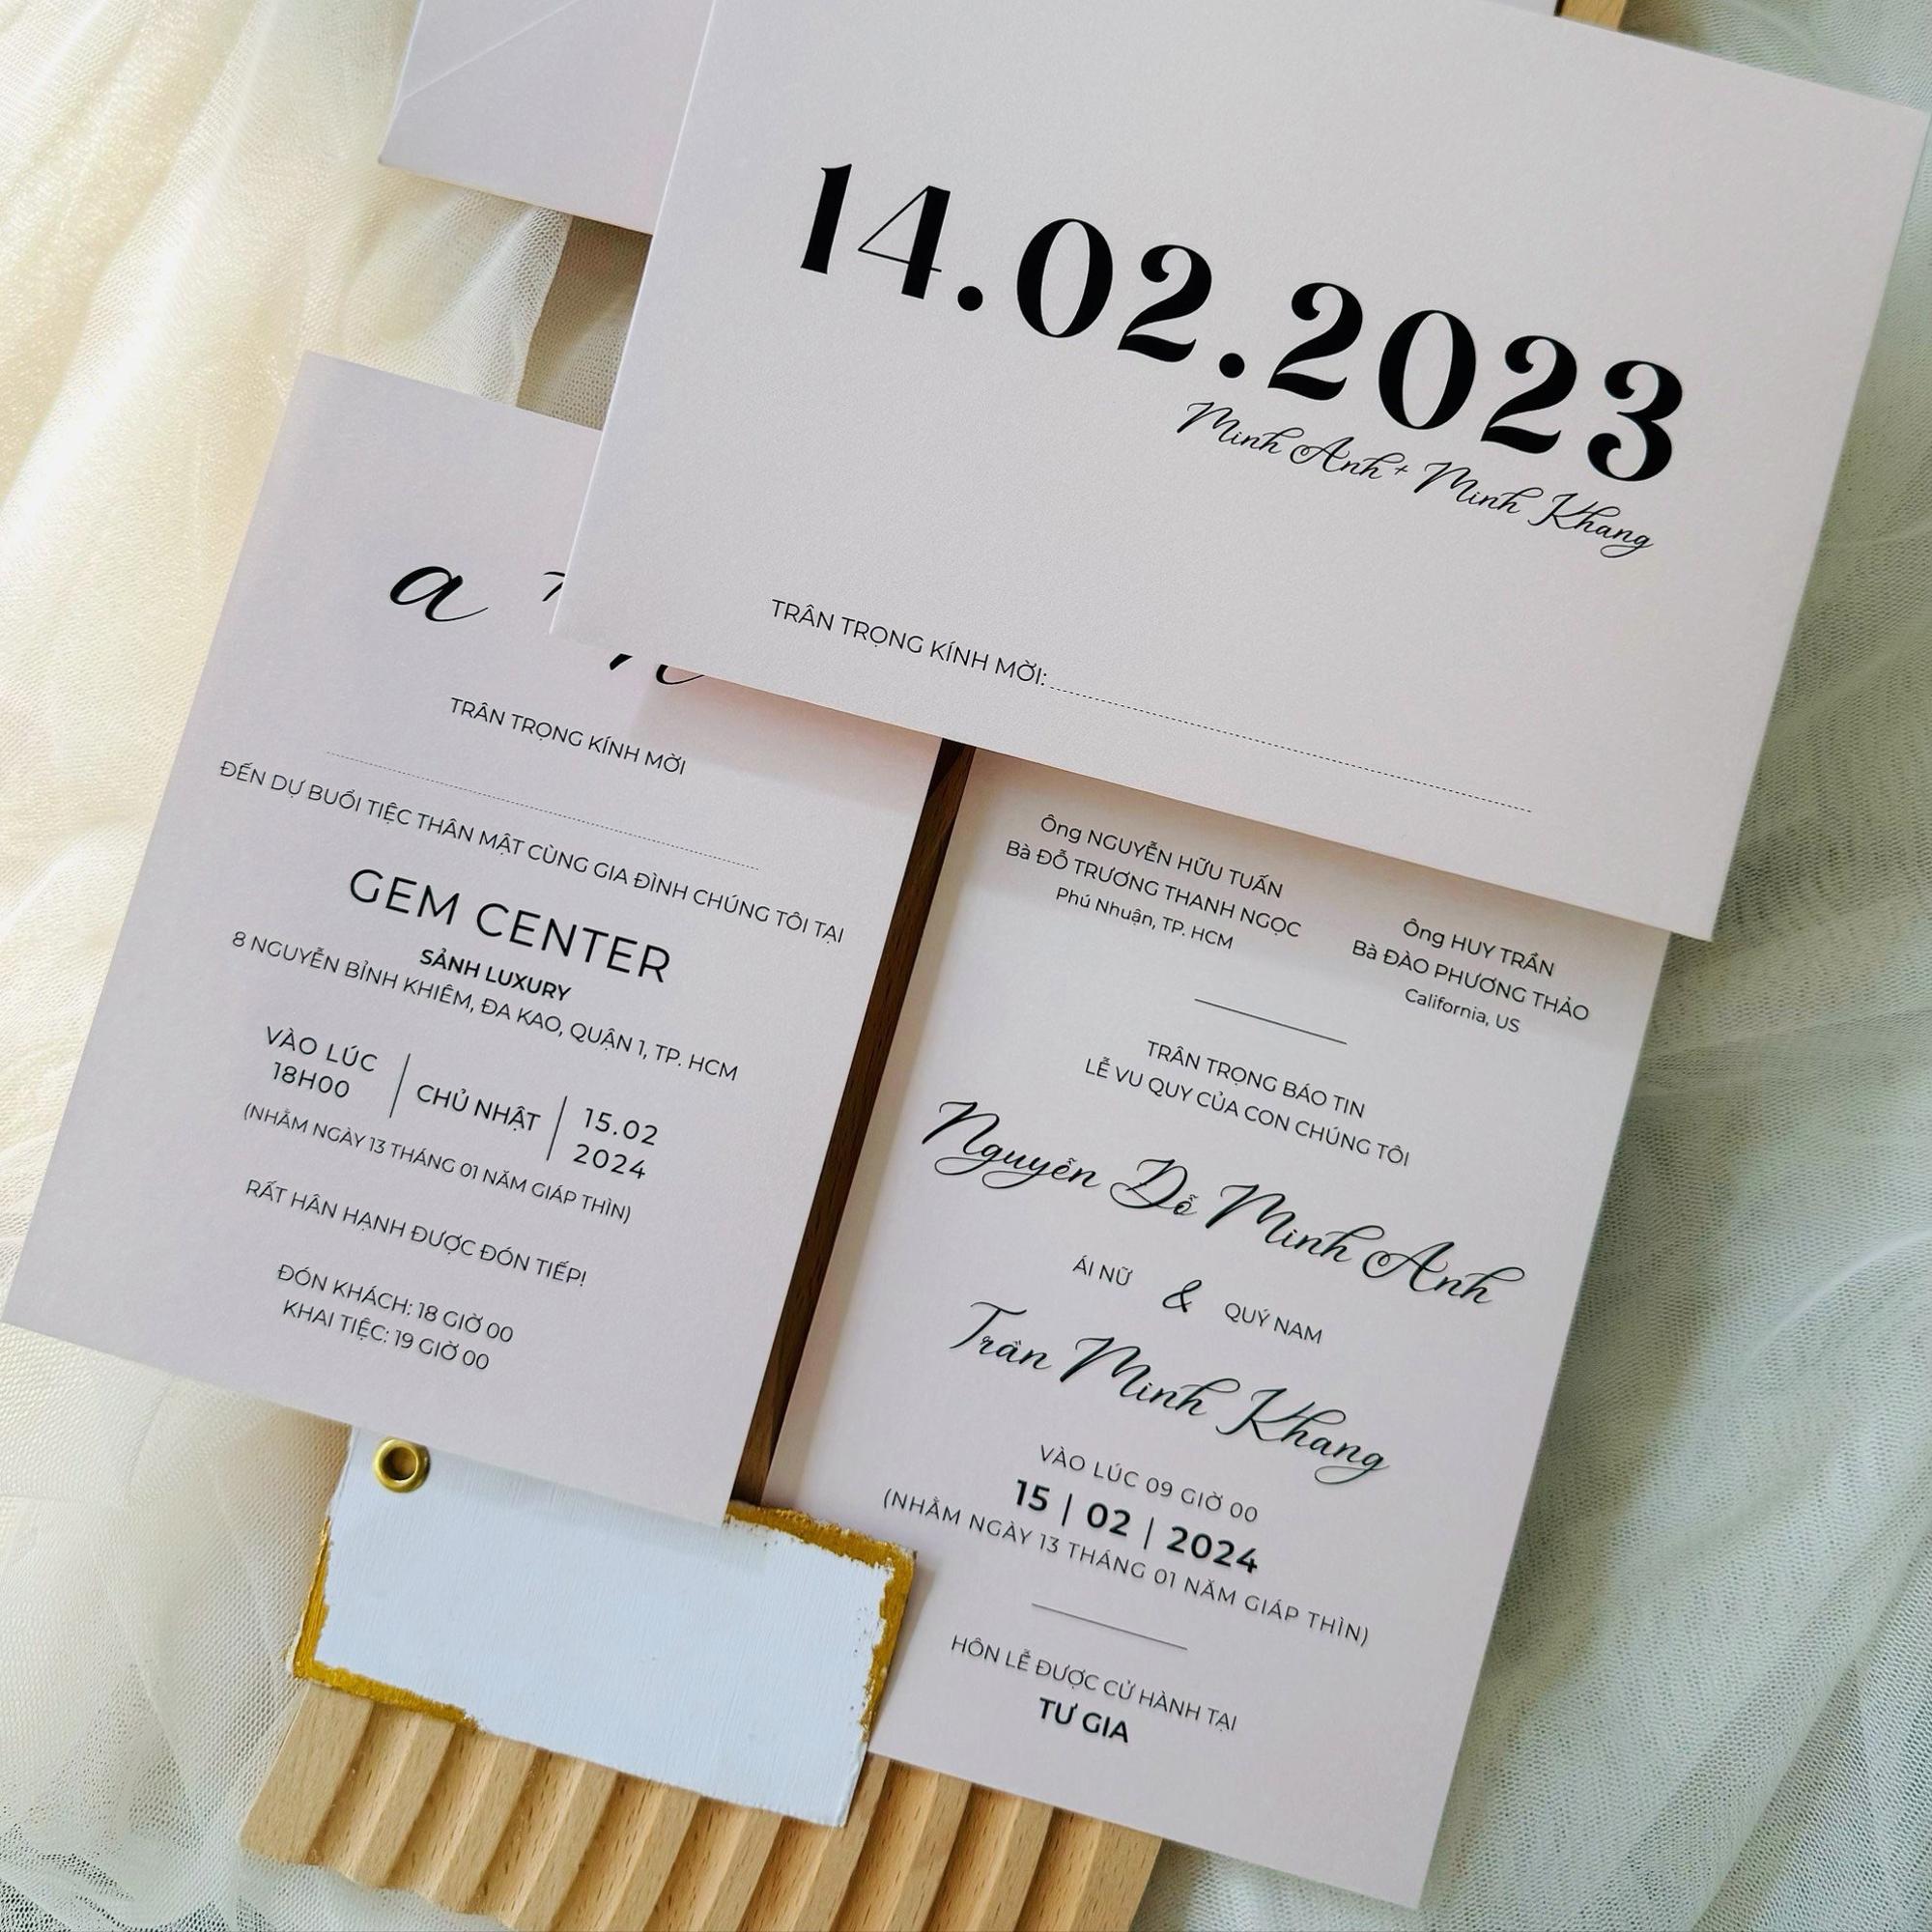 14.02.2023
Minh Anh + Minh Khang
TRÂN TRỌNG KÍNH MỜI:
a
TRÂN TRỌNG KÍNH MỜI
ĐẾN DỰ BUỔI TIỆC THÂN MẬT CÙNG GIA ĐÌNH CHÚNG TÔI TẠI
GEM CENTER
SẢNH LUXURY
8 NGUYỄN BỈNH KHIÊM, ĐA KAO, QUẬN 1, TP. HCM
VÀO LÚC
18H00
CHỦ NHẬT
15.02
2024
(NHẰM NGÀY 13 THÁNG 01 NĂM GIÁP THÌN)
RẤT HÂN HẠNH ĐƯỢC ĐÓN TIẾP!
ĐÓN KHÁCH: 18 GIỜ 00
KHAI TIỆC: 19 GIỜ 00
Ông NGUYỄN HỮU TUẤN
Bà ĐỖ TRƯƠNG THANH NGỌC
Phú Nhuận, TP. HCM
Ông HUY TRẦN
Bà ĐÀO PHƯƠNG THẢO
California, US
TRÂN TRỌNG BÁO TIN
LỄ VU QUY CỦA CON CHÚNG TÔI
Nguyễn Đỗ Minh Anh
ÁI NỮ & QUÝ NAM
Trần Minh Khang
VÀO LÚC 09 GIỜ 00
15 | 02 | 2024
(NHẰM NGÀY 13 THÁNG 01 NĂM GIÁP THÌN)
HÔN LỄ ĐƯỢC CỬ HÀNH TẠI
TƯ GIA